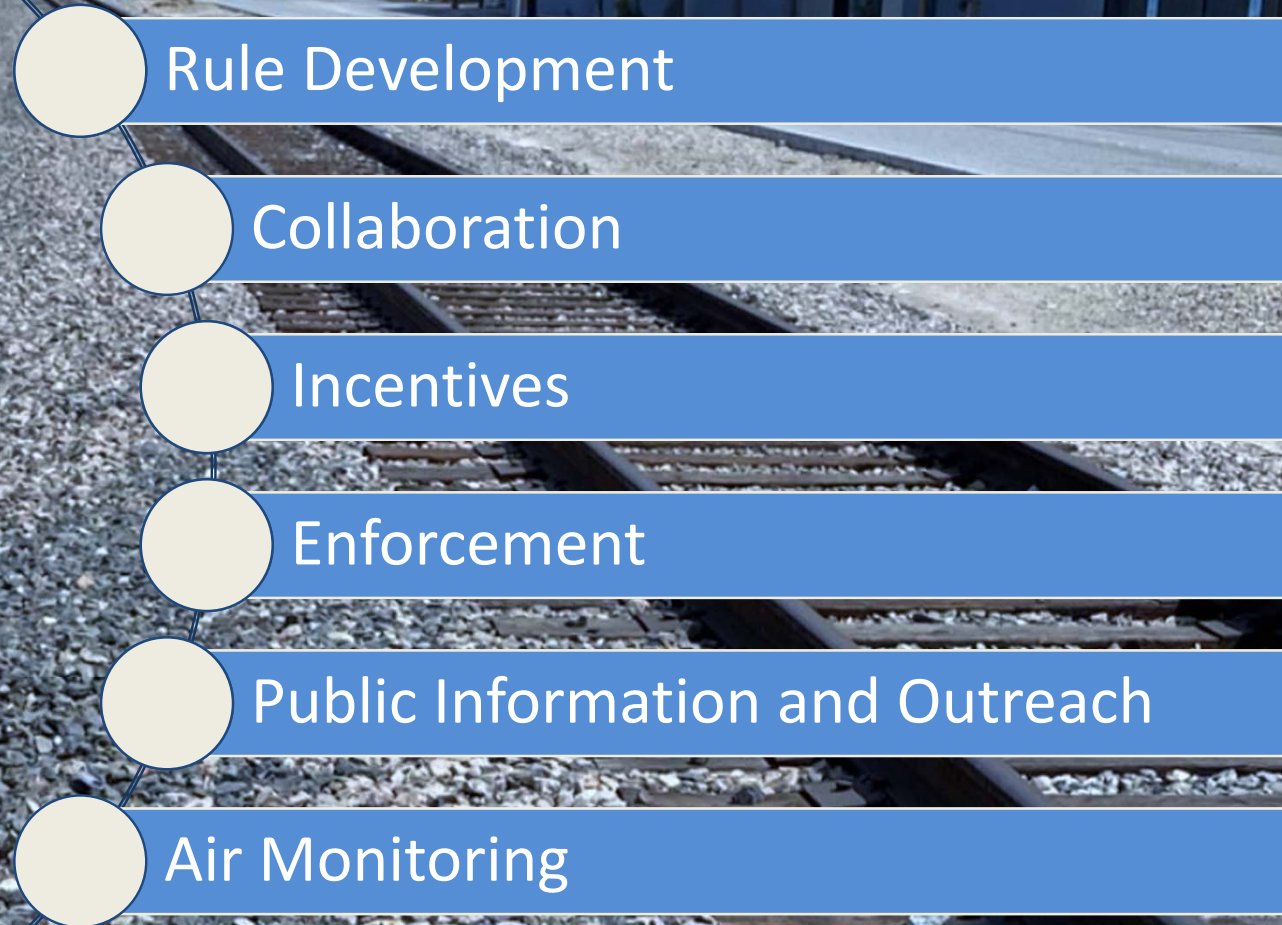 Rule Development
Collaboration
Incentives
Enforcement
Public Information and Outreach
Air Monitoring